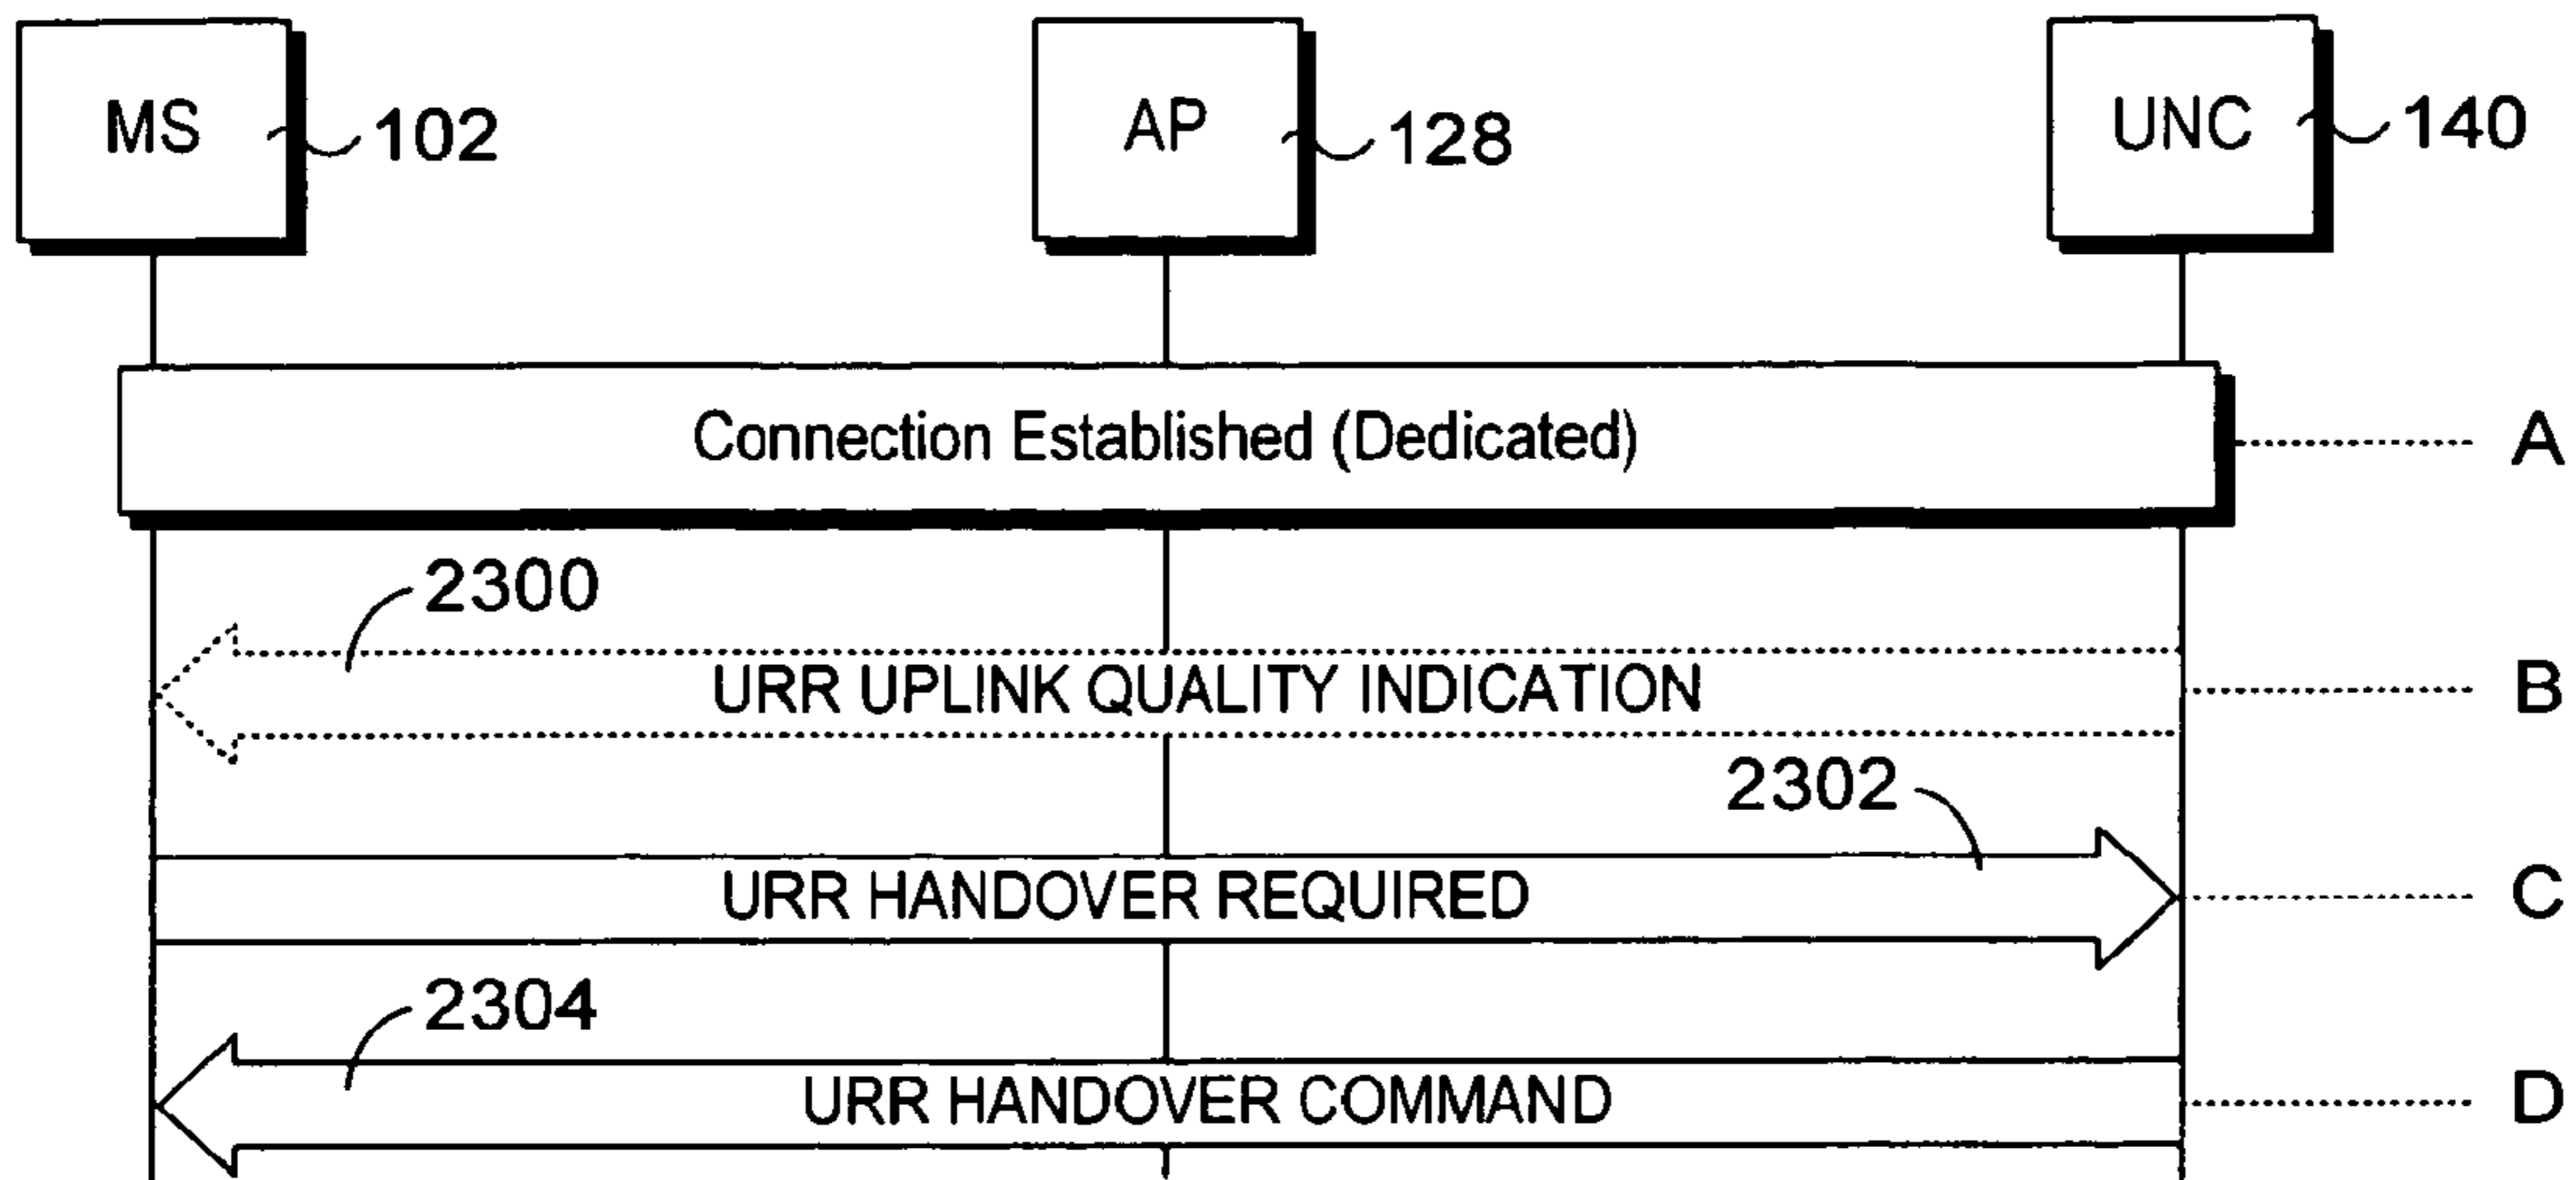 MS
102
AP
128
UNC
140
Connection Established (Dedicated)
A
2300
URR UPLINK QUALITY INDICATION
B
2302
URR HANDOVER REQUIRED
C
2304
URR HANDOVER COMMAND
D